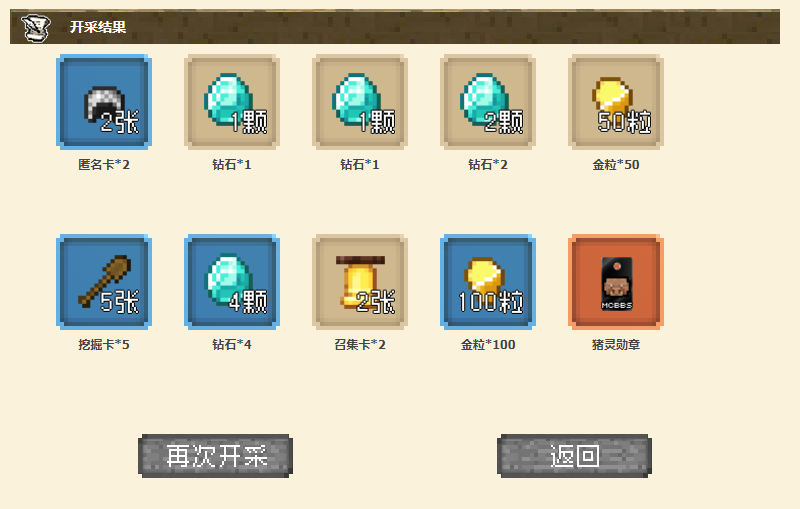 开采结果
2张
1颗
1颗
2颗
50粒
匿名卡*2
钻石*1
钻石*1
钻石*2
金粒*50
5张
4颗
2张
100粒
MCBBS
挖掘卡*5
钻石*4
召集卡*2
金粒*100
猪灵勋章
再次开采
返回